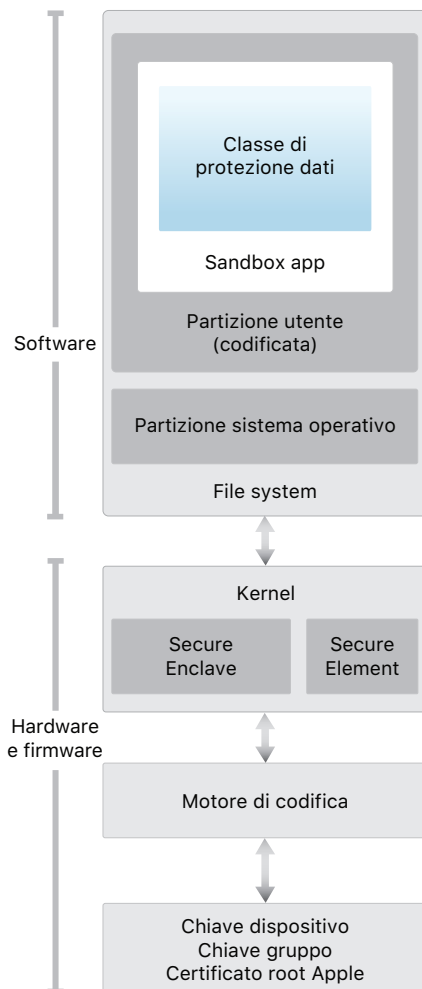 Classe di
protezione dati
Sandbox app
Partizione utente
(codificata)
Software
Partizione sistema operativo
File system
Kernel
Secure
Enclave
Secure
Element
Hardware
e firmware
Motore di codifica
Chiave dispositivo
Chiave gruppo
Certificato root Apple